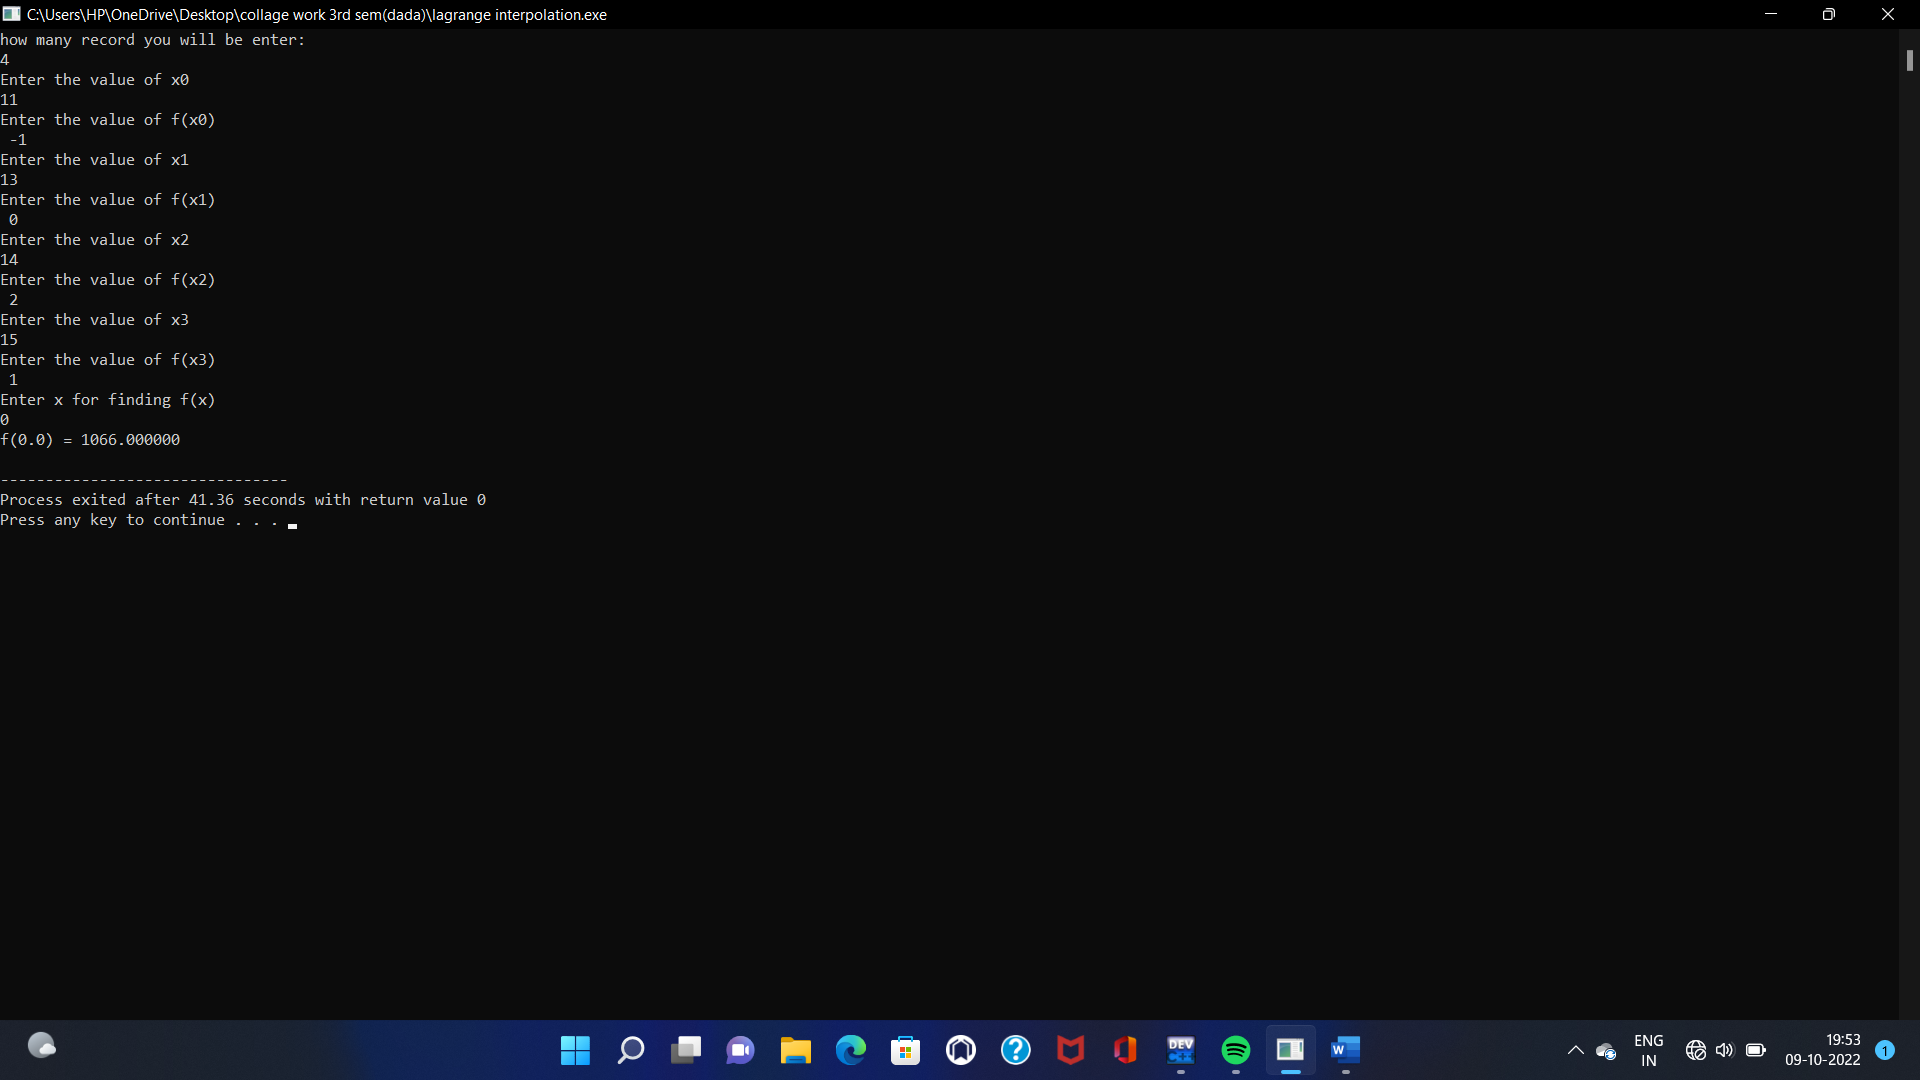 C:\Users\HP\OneDrive\Desktop\collage work 3rd sem(dada)\lagrange interpolation.exe
how many record you will be enter:
4
Enter the value of x0
11
Enter the value of f(x0)
-1
Enter the value of x1
13
Enter the value of f(x1)
0
Enter the value of x2
14
Enter the value of f(x2)
2
Enter the value of x3
15
Enter the value of f(x3)
1
Enter x for finding f(x)
0
f(0.0) = 1066.000000
--------------------------------
Process exited after 41.36 seconds with return value 0
Press any key to continue . . .
DEV
C++
W
ENG
IN
19:53
09-10-2022
1